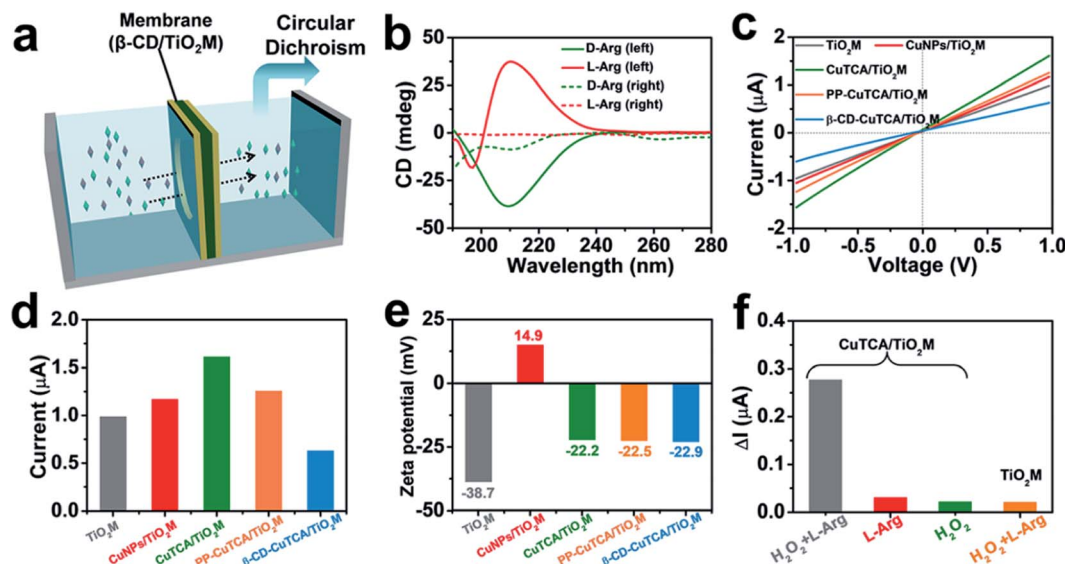 a
Membrane
(β-CD/TiO₂M)
Circular
Dichroism
b
CD (mdeg)
50
25
0
-25
-50
200
220
240
260
280
Wavelength (nm)
D-Arg (left)
L-Arg (left)
D-Arg (right)
L-Arg (right)
c
Current (μA)
2
1
0
-1
-2
-1.0
-0.5
0.0
0.5
1.0
Voltage (V)
TiO₂M
CuNPs/TiO₂M
CuTCA/TiO₂M
PP-CuTCA/TiO₂M
β-CD-CuTCA/TiO₂M
d
Current (μA)
2.0
1.5
1.0
0.5
0.0
TiO₂M
CuNPs/TiO₂M
CuTCA/TiO₂M
PP-CuTCA/TiO₂M
β-CD-CuTCA/TiO₂M
e
Zeta potential (mV)
25
0
-25
-50
-38.7
14.9
-22.2
-22.5
-22.9
TiO₂M
CuNPs/TiO₂M
CuTCA/TiO₂M
PP-CuTCA/TiO₂M
β-CD-CuTCA/TiO₂M
f
ΔI (μA)
0.4
0.3
0.2
0.1
0.0
CuTCA/TiO₂M
TiO₂M
H₂O₂+L-Arg
L-Arg
H₂O₂
H₂O₂+L-Arg